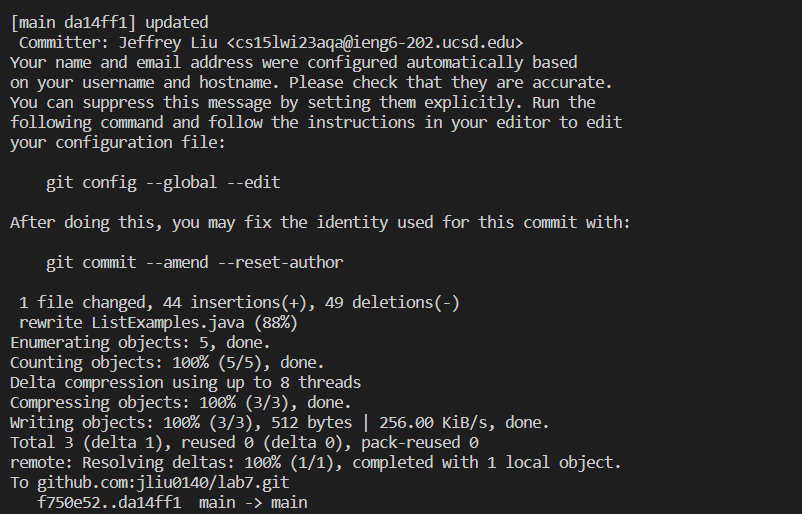 [main da14ff1] updated
 Committer: Jeffrey Liu <cs15lwi23aqa@ieng6-202.ucsd.edu>
Your name and email address were configured automatically based
on your username and hostname. Please check that they are accurate.
You can suppress this message by setting them explicitly. Run the
following command and follow the instructions in your editor to edit
your configuration file:

    git config --global --edit

After doing this, you may fix the identity used for this commit with:

    git commit --amend --reset-author

 1 file changed, 44 insertions(+), 49 deletions(-)
 rewrite ListExamples.java (88%)
Enumerating objects: 5, done.
Counting objects: 100% (5/5), done.
Delta compression using up to 8 threads
Compressing objects: 100% (3/3), done.
Writing objects: 100% (3/3), 512 bytes | 256.00 KiB/s, done.
Total 3 (delta 1), reused 0 (delta 0), pack-reused 0
remote: Resolving deltas: 100% (1/1), completed with 1 local object.
To github.com:jliu0140/lab7.git
   f750e52..da14ff1  main -> main